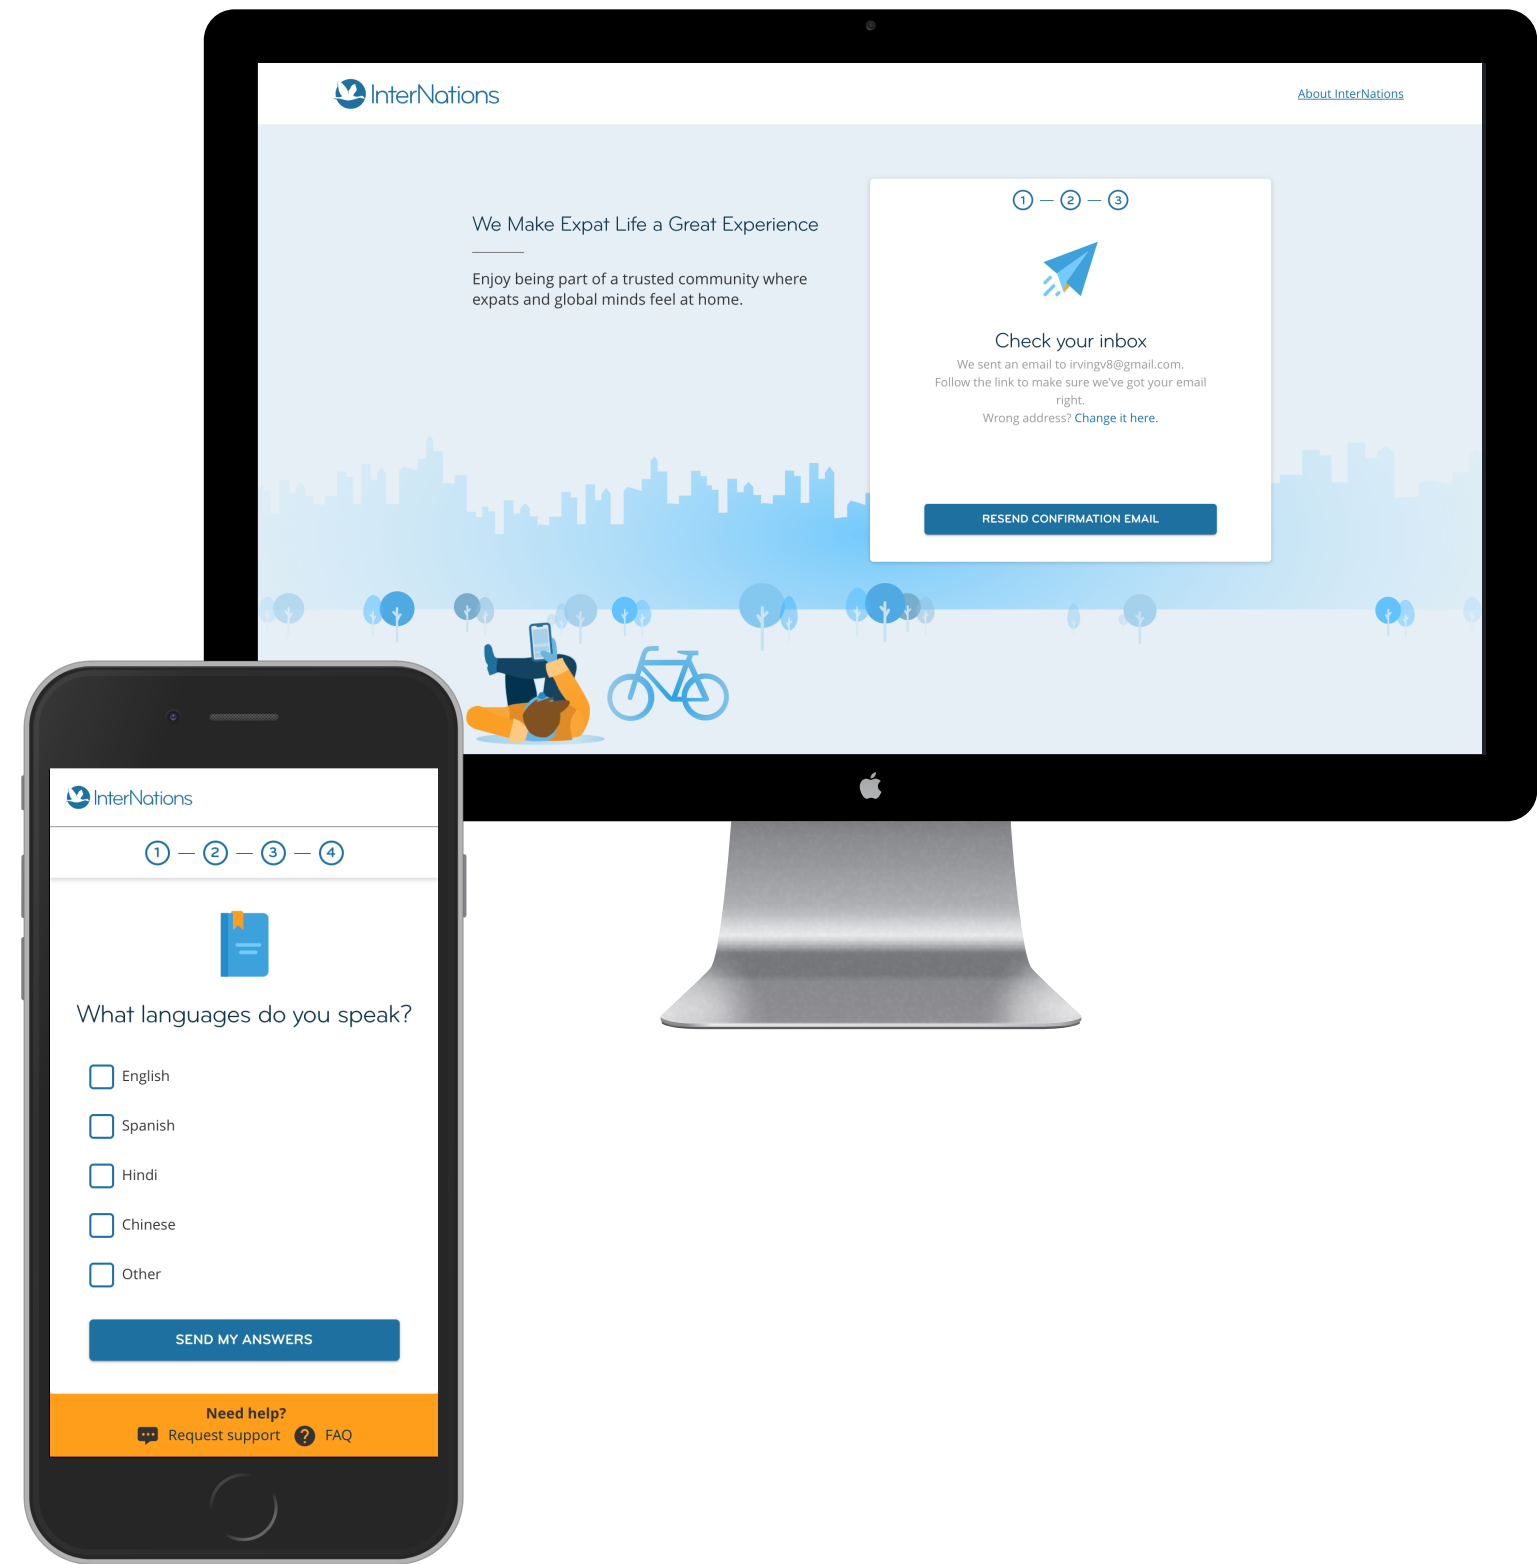 InterNations
About InterNations
We Make Expat Life a Great Experience
Enjoy being part of a trusted community where
expats and global minds feel at home.
1 — 2 — 3
Check your inbox
We sent an email to irvingv8@gmail.com.
Follow the link to make sure we've got your email
right.
Wrong address? Change it here.
RESEND CONFIRMATION EMAIL
InterNations
1 — 2 — 3 — 4
What languages do you speak?
English
Spanish
Hindi
Chinese
Other
SEND MY ANSWERS
Need help?
Request support ? FAQ